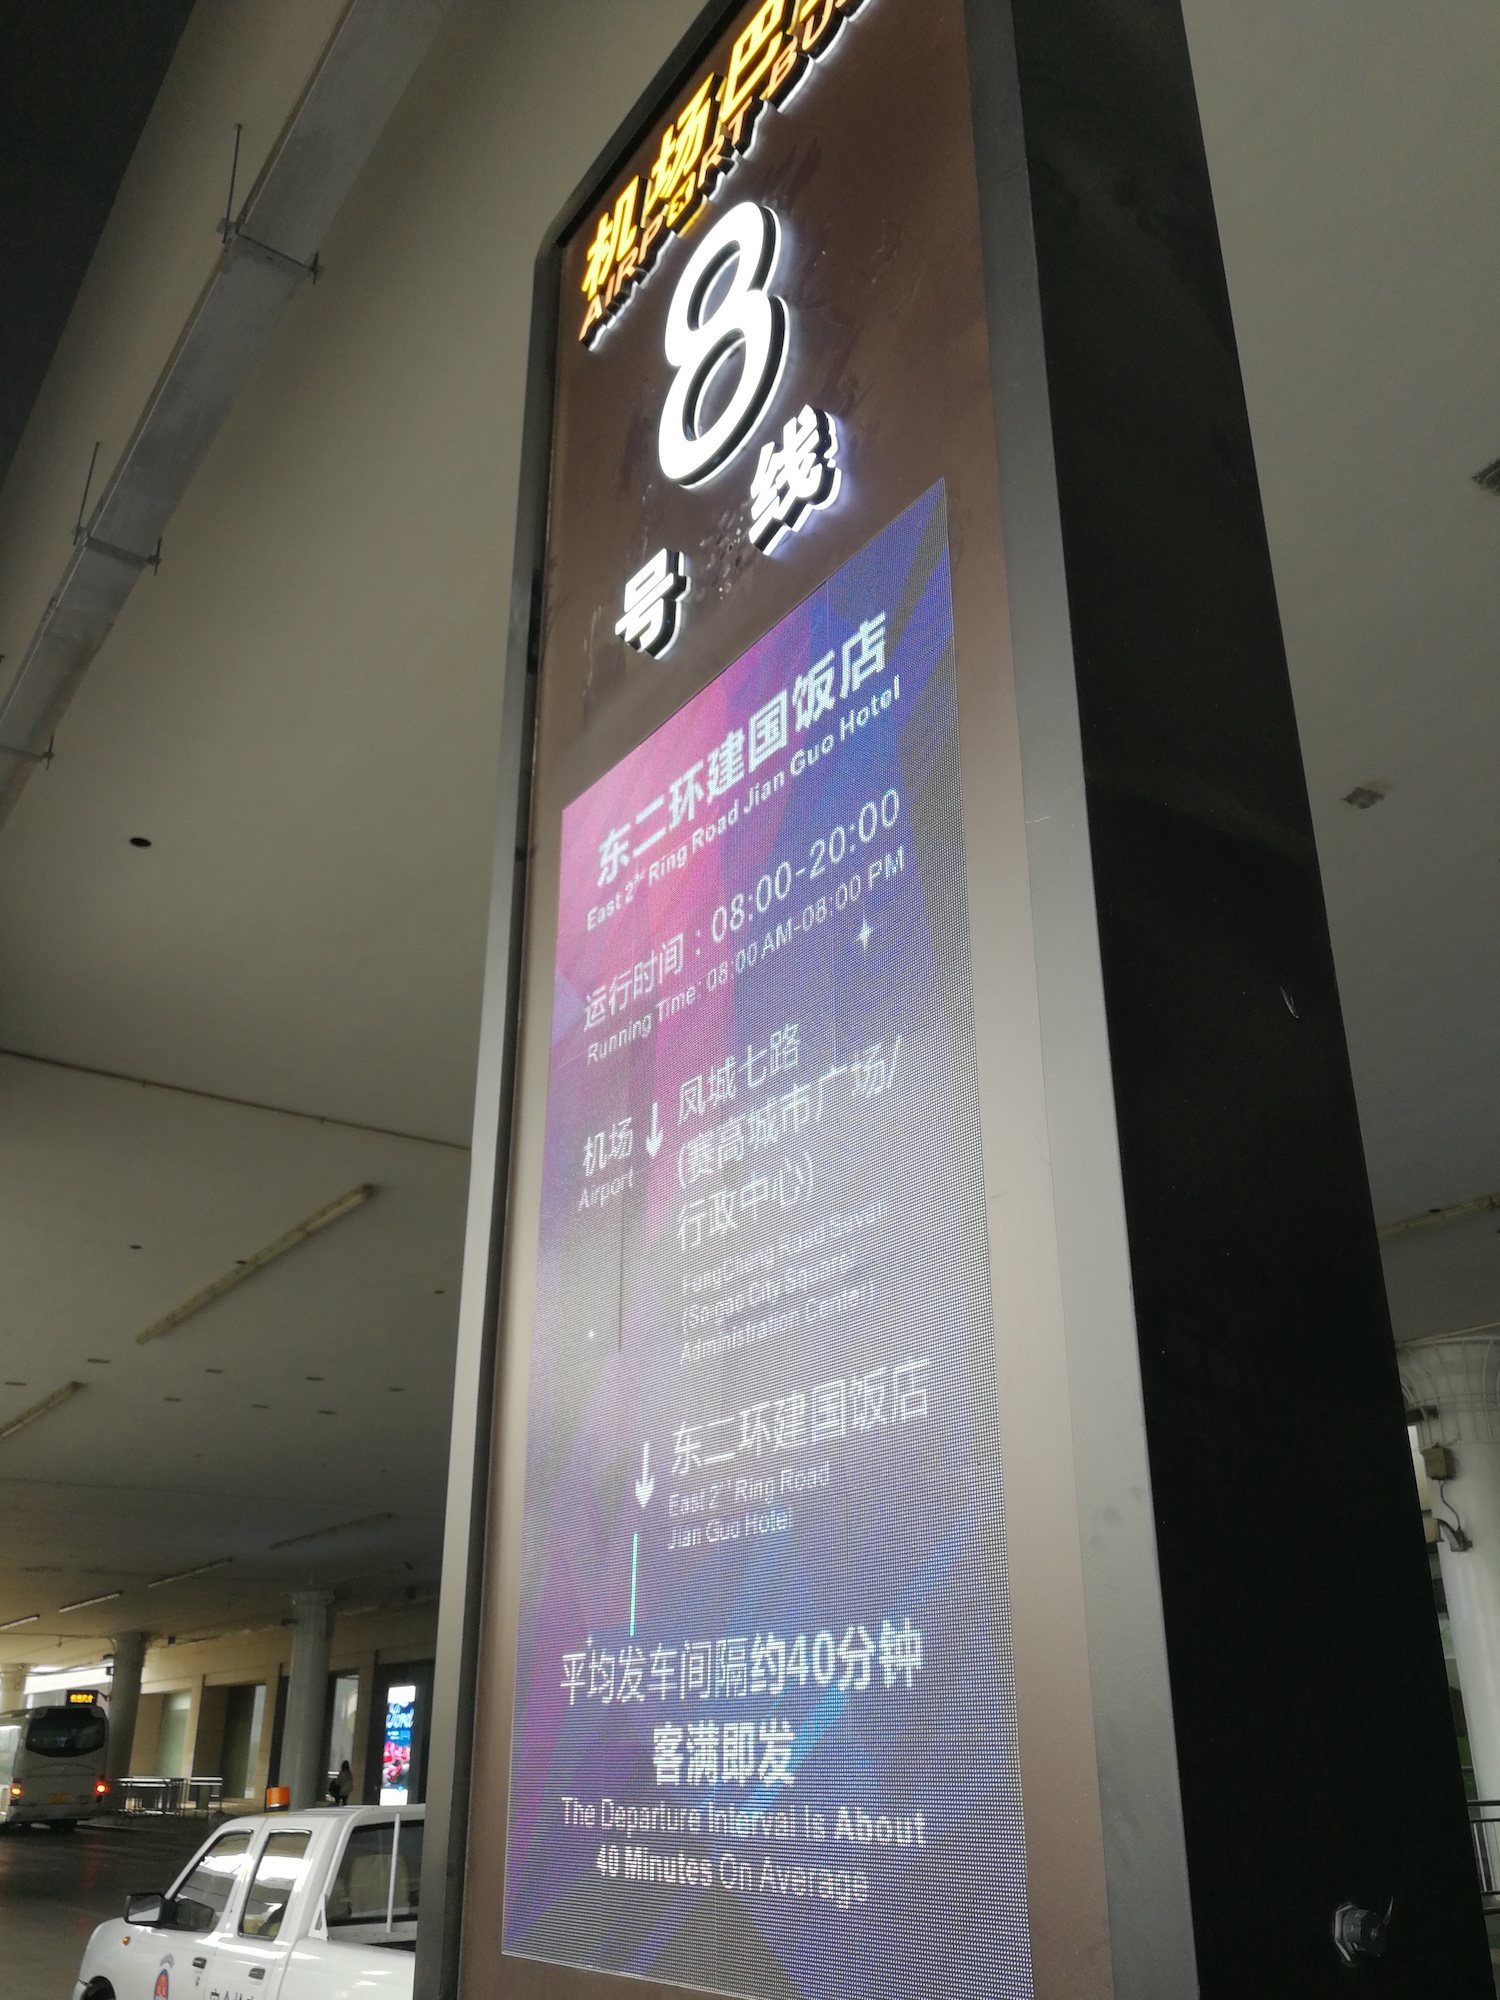 机场巴
AIRPORT BUS
8
号线
东二环建国饭店
East 2nd Ring Road Jian Guo Hotel
运行时间：08:00-20:00
Running Time: 08:00 AM-08:00 PM
机场
Airport
凤城七路
(赛高城市广场/
行政中心)
FengCheng Road Seven
(Saigao City Square
Administration Center)
东二环建国饭店
East 2nd Ring Road
Jian Guo Hotel
平均发车间隔约40分钟
客满即发
The Departure Interval Is About
40 Minutes On Average
Ford